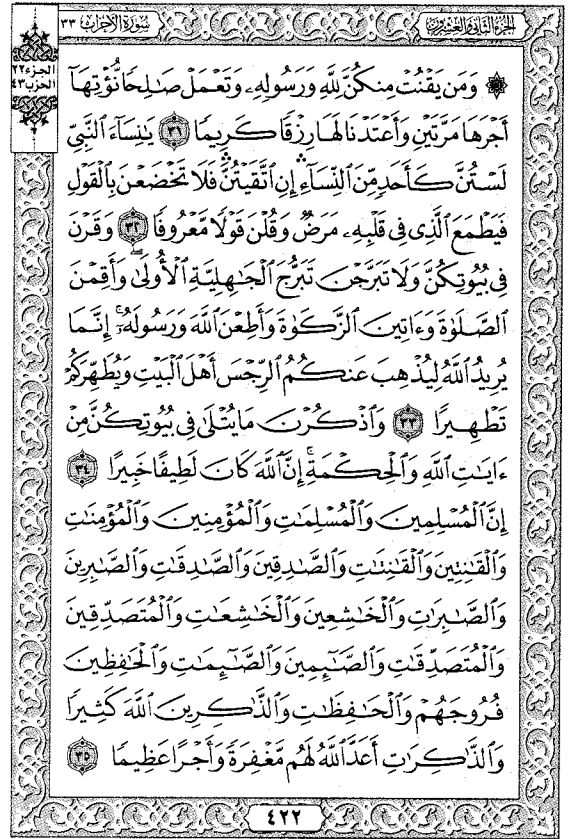 الجزء الثاني والعشرون
سورة الأحزاب ٣٣
الجزء ٢٢
الحزب ٤٣
۞ وَمَن يَقْنُتْ مِنكُنَّ لِلَّهِ وَرَسُولِهِۦ وَتَعْمَلْ صَـٰلِحًا نُّؤْتِهَآ
أَجْرَهَا مَرَّتَيْنِ وَأَعْتَدْنَا لَهَا رِزْقًا كَرِيمًا ٣١ يَـٰنِسَآءَ ٱلنَّبِىِّ
لَسْتُنَّ كَأَحَدٍ مِّنَ ٱلنِّسَآءِ ۚ إِنِ ٱتَّقَيْتُنَّ فَلَا تَخْضَعْنَ بِٱلْقَوْلِ
فَيَطْمَعَ ٱلَّذِى فِى قَلْبِهِۦ مَرَضٌ وَقُلْنَ قَوْلًا مَّعْرُوفًا ٣٢ وَقَرْنَ
فِى بُيُوتِكُنَّ وَلَا تَبَرَّجْنَ تَبَرُّجَ ٱلْجَـٰهِلِيَّةِ ٱلْأُولَىٰ ۖ وَأَقِمْنَ
ٱلصَّلَوٰةَ وَءَاتِينَ ٱلزَّكَوٰةَ وَأَطِعْنَ ٱللَّهَ وَرَسُولَهُۥٓ ۚ إِنَّمَا
يُرِيدُ ٱللَّهُ لِيُذْهِبَ عَنكُمُ ٱلرِّجْسَ أَهْلَ ٱلْبَيْتِ وَيُطَهِّرَكُمْ
تَطْهِيرًا ٣٣ وَٱذْكُرْنَ مَا يُتْلَىٰ فِى بُيُوتِكُنَّ مِنْ
ءَايَـٰتِ ٱللَّهِ وَٱلْحِكْمَةِ ۚ إِنَّ ٱللَّهَ كَانَ لَطِيفًا خَبِيرًا ٣٤
إِنَّ ٱلْمُسْلِمِينَ وَٱلْمُسْلِمَـٰتِ وَٱلْمُؤْمِنِينَ وَٱلْمُؤْمِنَـٰتِ
وَٱلْقَـٰنِتِينَ وَٱلْقَـٰنِتَـٰتِ وَٱلصَّـٰدِقِينَ وَٱلصَّـٰدِقَـٰتِ وَٱلصَّـٰبِرِينَ
وَٱلصَّـٰبِرَٰتِ وَٱلْخَـٰشِعِينَ وَٱلْخَـٰشِعَـٰتِ وَٱلْمُتَصَدِّقِينَ
وَٱلْمُتَصَدِّقَـٰتِ وَٱلصَّـٰٓئِمِينَ وَٱلصَّـٰٓئِمَـٰتِ وَٱلْحَـٰفِظِينَ
فُرُوجَهُمْ وَٱلْحَـٰفِظَـٰتِ وَٱلذَّٰكِرِينَ ٱللَّهَ كَثِيرًا
وَٱلذَّٰكِرَٰتِ أَعَدَّ ٱللَّهُ لَهُم مَّغْفِرَةً وَأَجْرًا عَظِيمًا ٣٥
٤٢٢